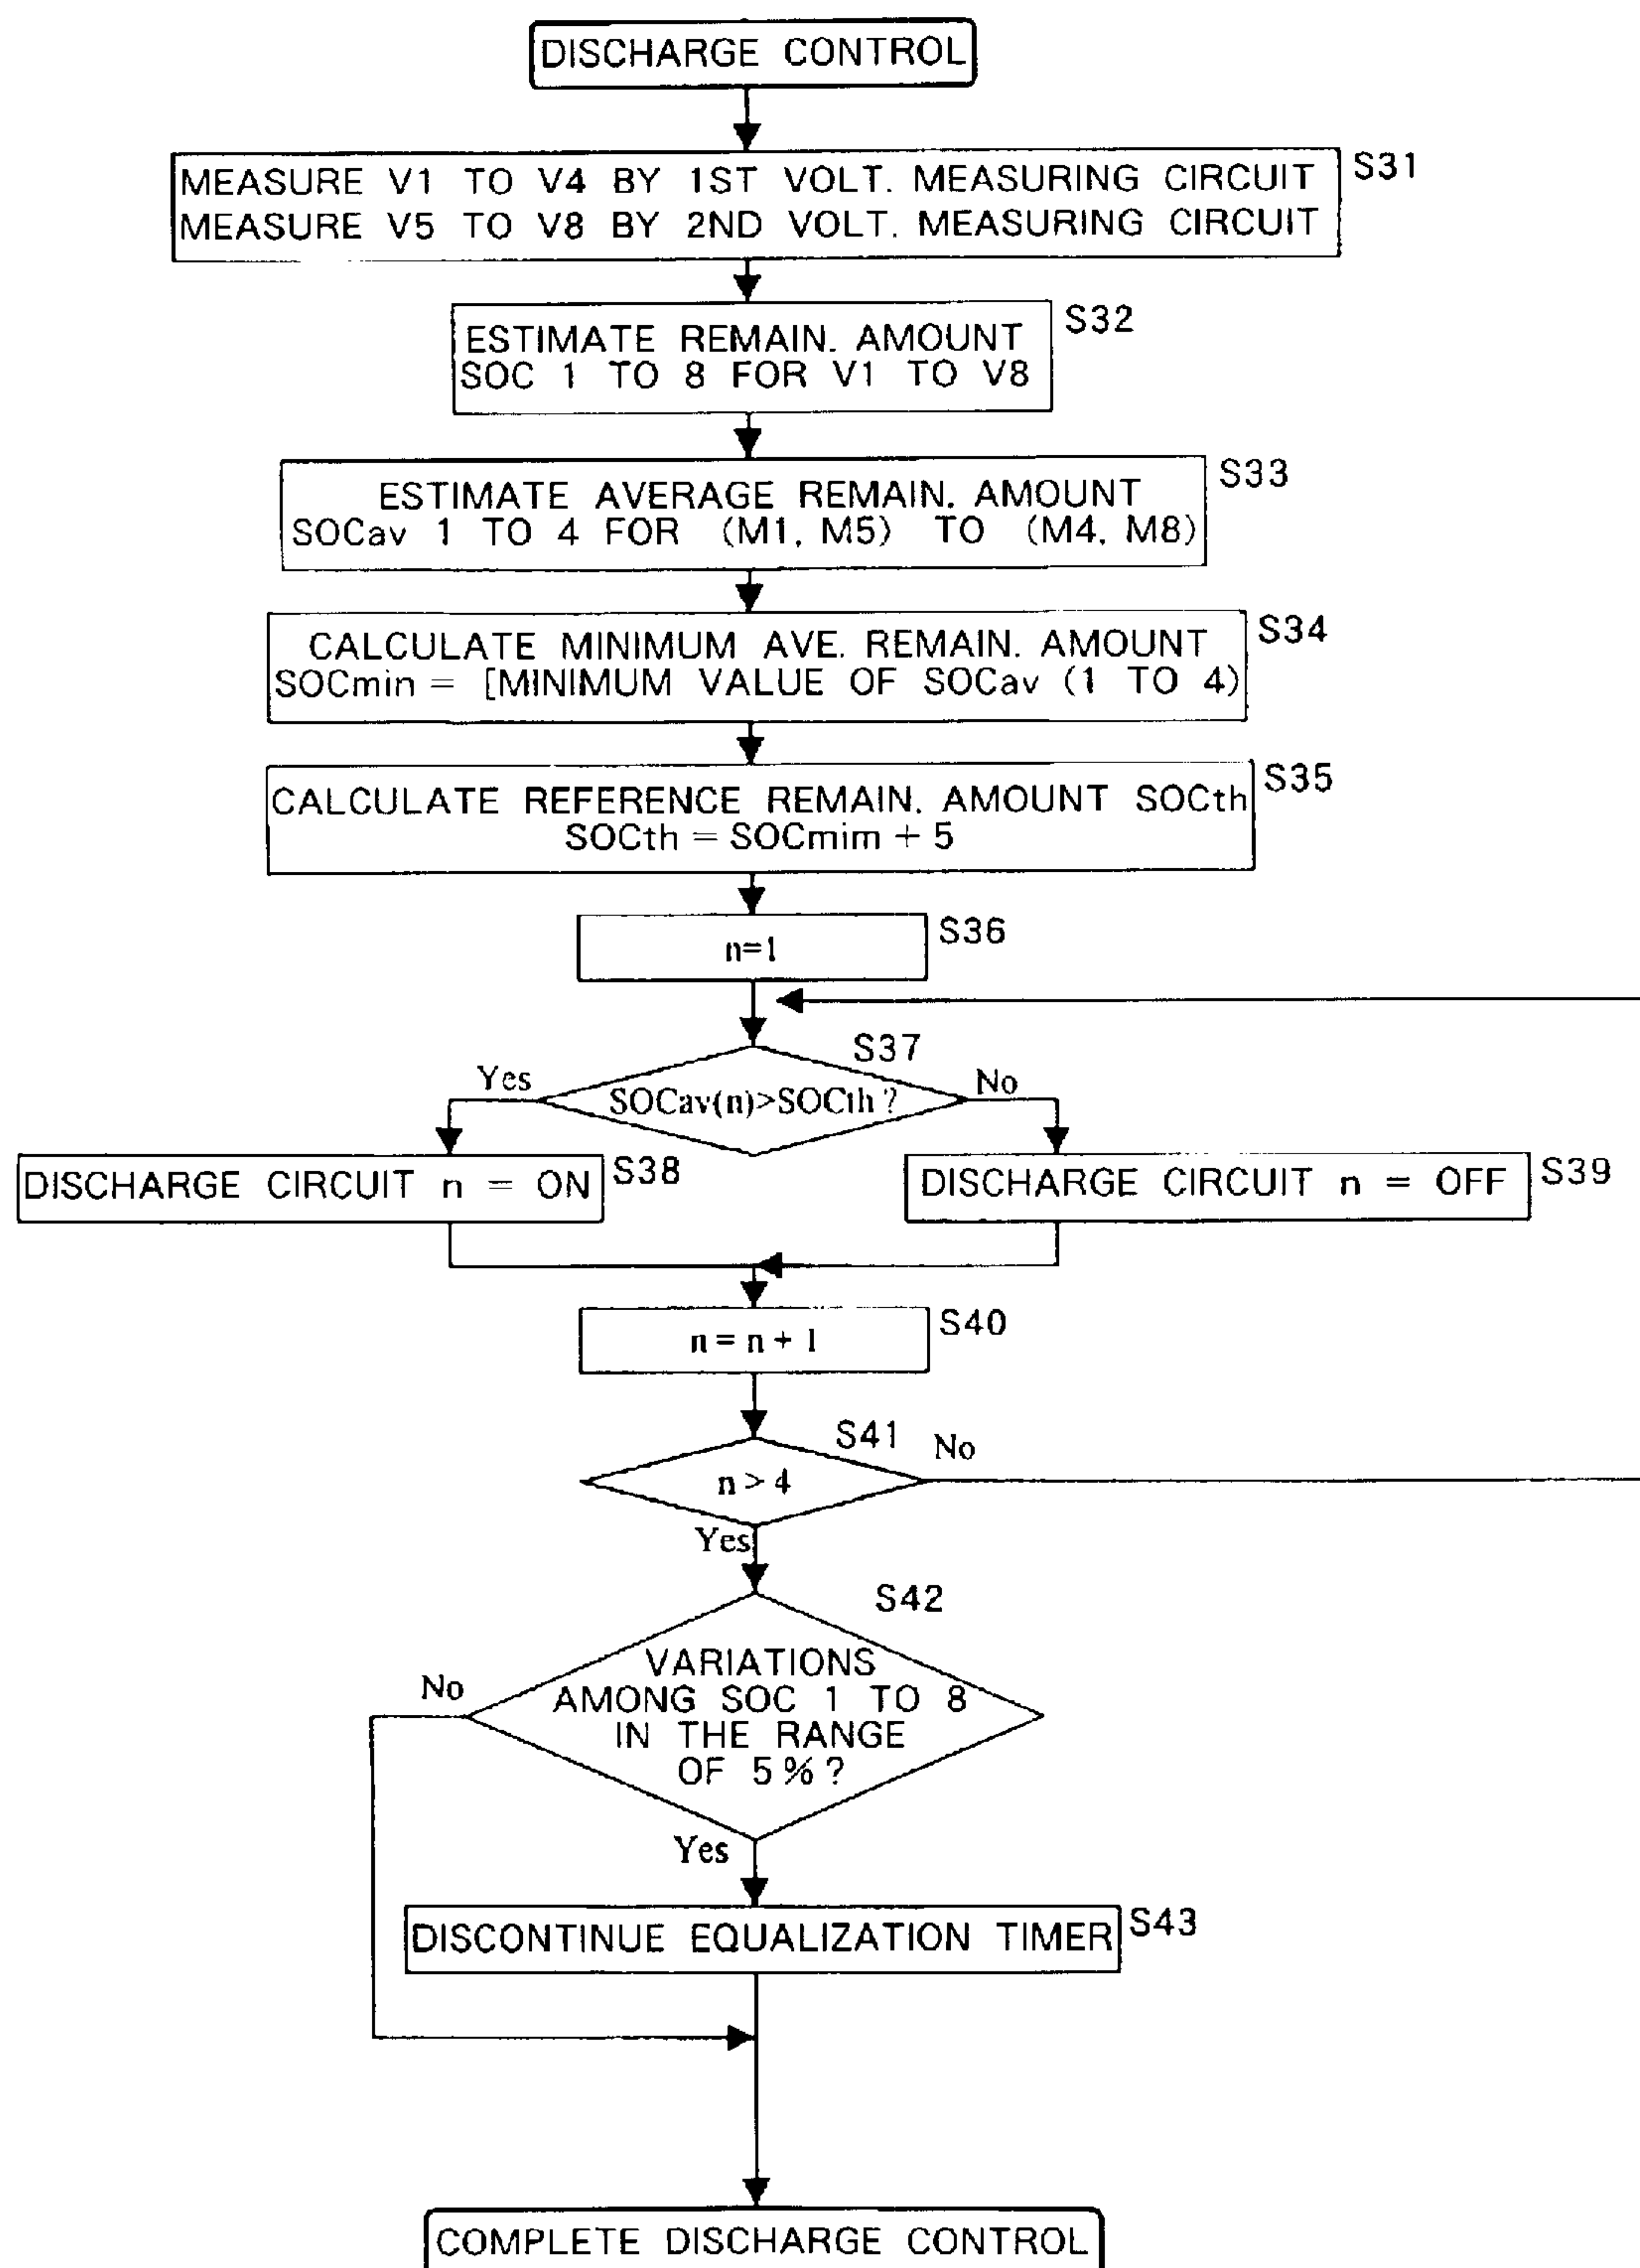 DISCHARGE CONTROL
MEASURE V1 TO V4 BY 1ST VOLT. MEASURING CIRCUIT
MEASURE V5 TO V8 BY 2ND VOLT. MEASURING CIRCUIT
S31
ESTIMATE REMAIN. AMOUNT
SOC 1 TO 8 FOR V1 TO V8
S32
ESTIMATE AVERAGE REMAIN. AMOUNT
SOCav 1 TO 4 FOR (M1, M5) TO (M4, M8)
S33
CALCULATE MINIMUM AVE. REMAIN. AMOUNT
SOCmin = [MINIMUM VALUE OF SOCav (1 TO 4)
S34
CALCULATE REFERENCE REMAIN. AMOUNT SOCth
SOCth = SOCmim + 5
S35
n=1
S36
S37
Yes
SOCav(n)>SOCth ?
No
DISCHARGE CIRCUIT n = ON
S38
DISCHARGE CIRCUIT n = OFF
S39
n = n + 1
S40
S41
No
n > 4
Yes
S42
No
VARIATIONS
AMONG SOC 1 TO 8
IN THE RANGE
OF 5 % ?
Yes
DISCONTINUE EQUALIZATION TIMER
S43
COMPLETE DISCHARGE CONTROL